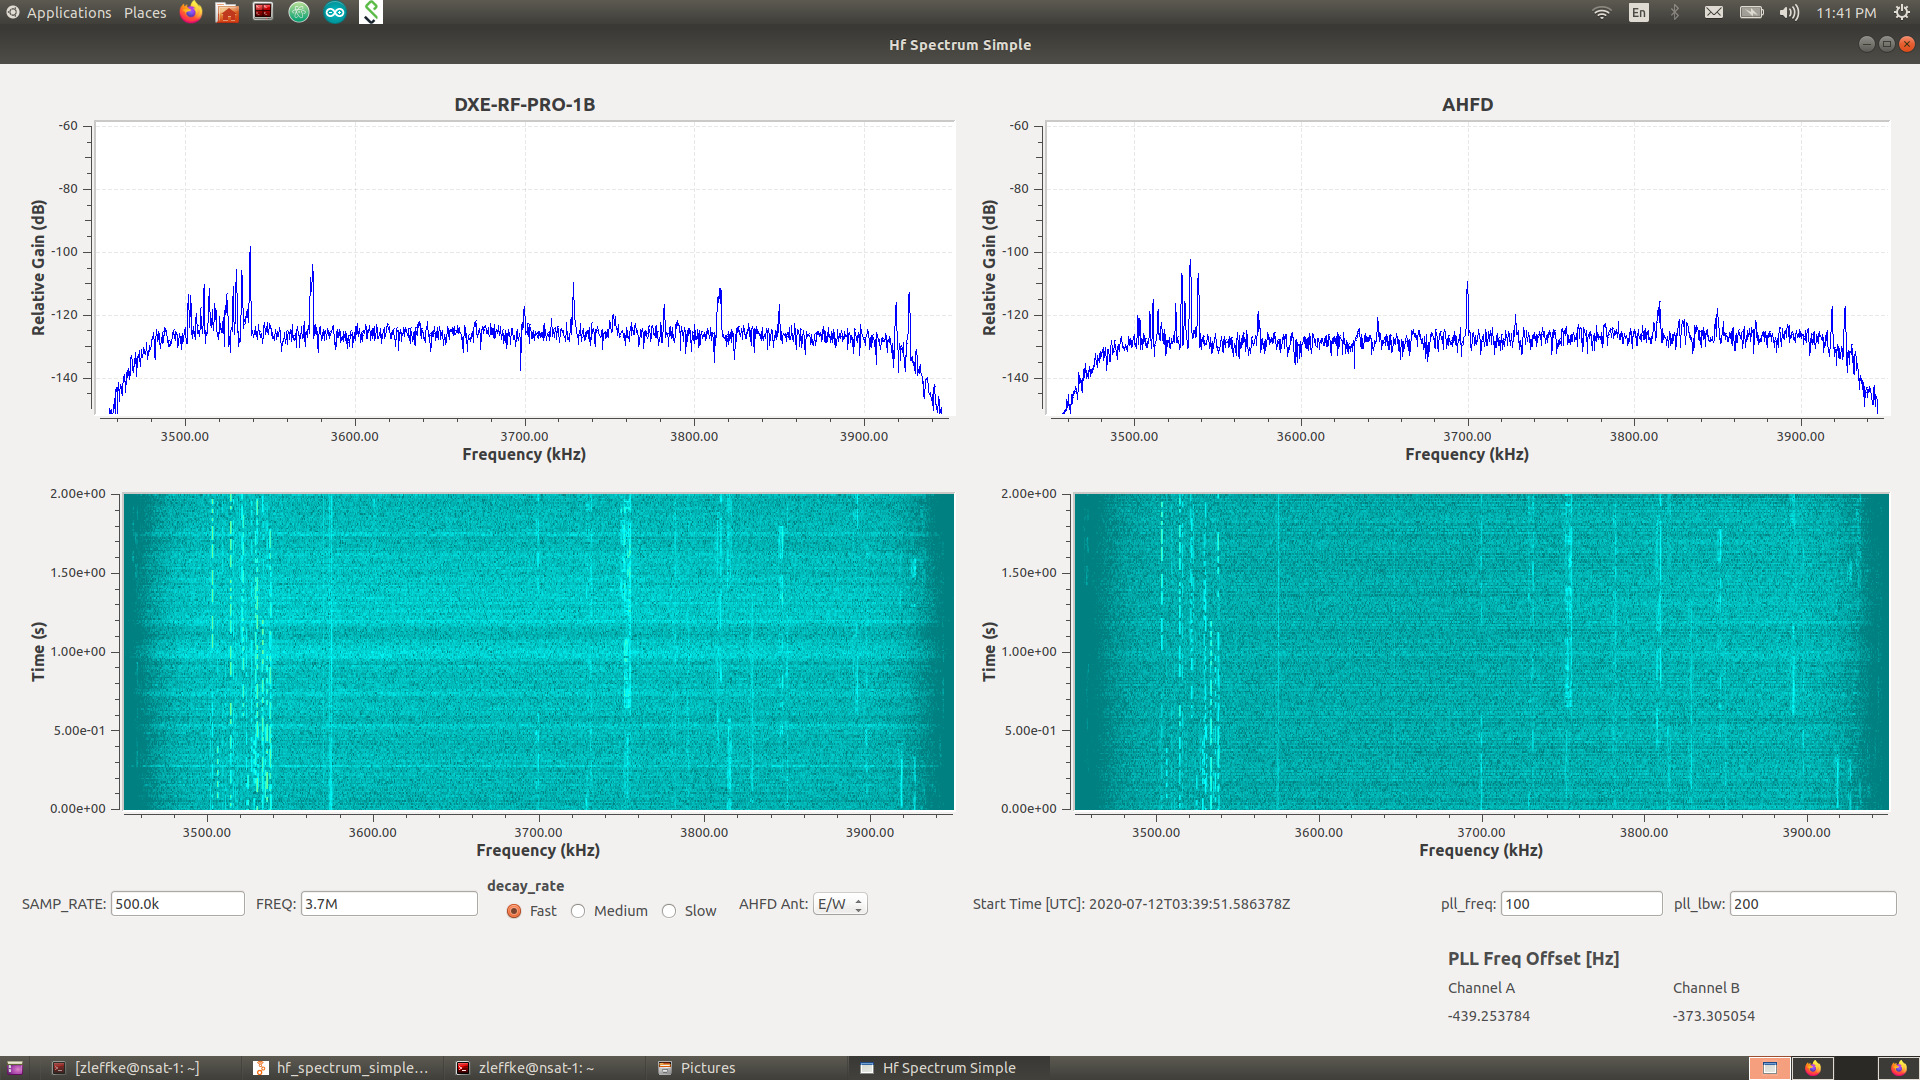 Applications Places En 11:41 PM
Hf Spectrum Simple
DXE-RF-PRO-1B
-60
-80
-100
-120
-140
Relative Gain (dB)
3500.00 3600.00 3700.00 3800.00 3900.00
Frequency (kHz)
AHFD
-60
-80
-100
-120
-140
Relative Gain (dB)
3500.00 3600.00 3700.00 3800.00 3900.00
Frequency (kHz)
2.00e+00
1.50e+00
1.00e+00
5.00e-01
0.00e+00
Time (s)
3500.00 3600.00 3700.00 3800.00 3900.00
Frequency (kHz)
2.00e+00
1.50e+00
1.00e+00
5.00e-01
0.00e+00
Time (s)
3500.00 3600.00 3700.00 3800.00 3900.00
Frequency (kHz)
SAMP_RATE: 500.0k FREQ: 3.7M
decay_rate
Fast Medium Slow
AHFD Ant: E/W
Start Time [UTC]: 2020-07-12T03:39:51.586378Z
pll_freq: 100 pll_lbw: 200
PLL Freq Offset [Hz]
Channel A Channel B
-439.253784 -373.305054
[zleffke@nsat-1: ~] hf_spectrum_simple... zleffke@nsat-1: ~ Pictures Hf Spectrum Simple